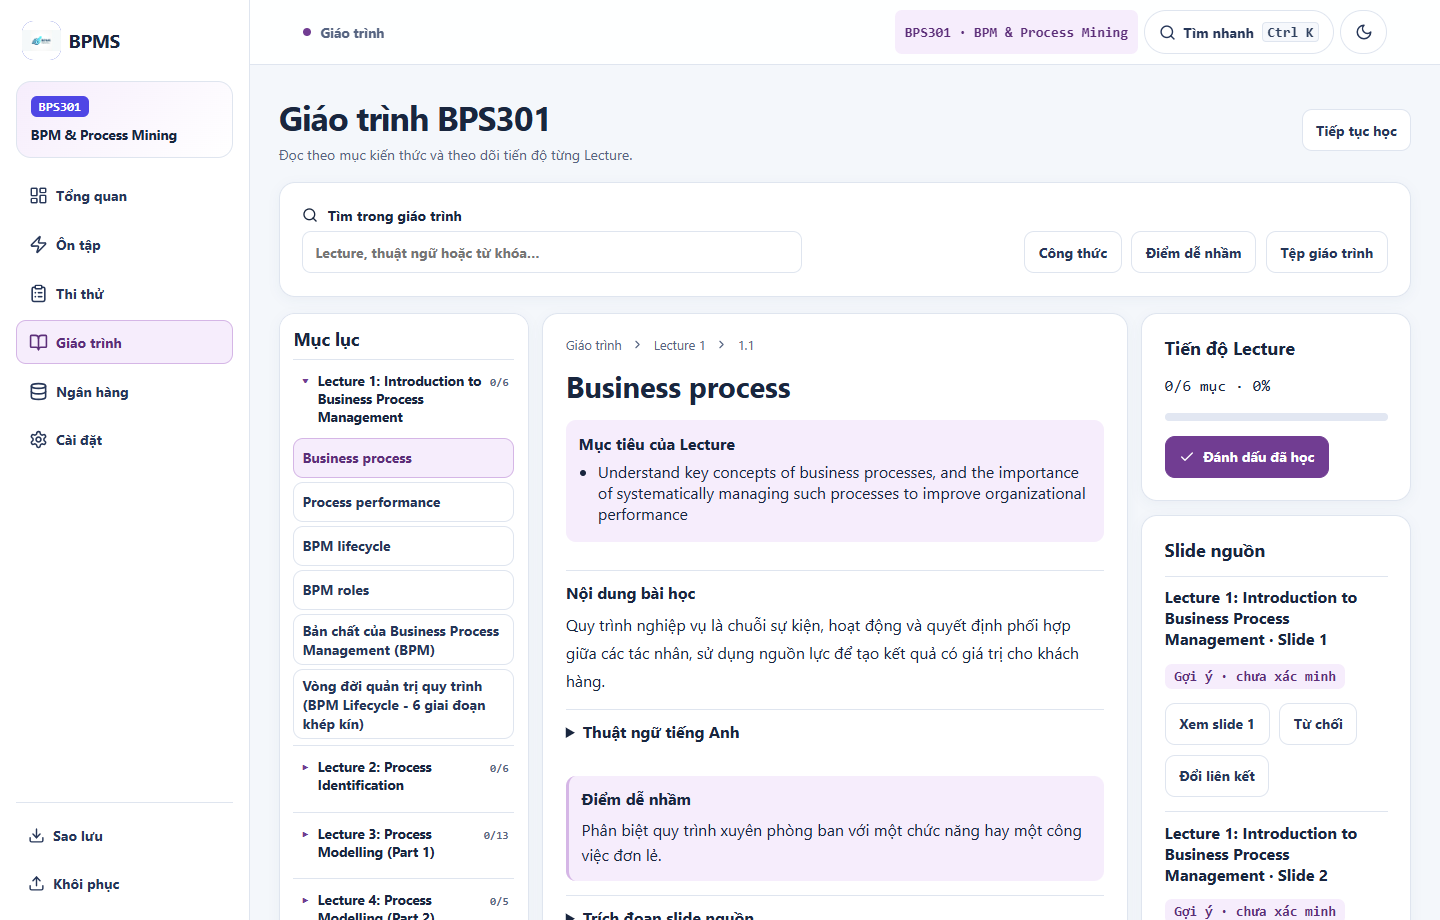 BPMS
BPS301
BPM & Process Mining
Tổng quan
Ôn tập
Thi thử
Giáo trình
Ngân hàng
Cài đặt
Sao lưu
Khôi phục
Giáo trình
BPS301 · BPM & Process Mining
Tìm nhanh
Ctrl K
Giáo trình BPS301
Đọc theo mục kiến thức và theo dõi tiến độ từng Lecture.
Tiếp tục học
Tìm trong giáo trình
Lecture, thuật ngữ hoặc từ khóa...
Công thức
Điểm dễ nhầm
Tệp giáo trình
Mục lục
Lecture 1: Introduction to
Business Process
Management
0/6
Business process
Process performance
BPM lifecycle
BPM roles
Bản chất của Business Process
Management (BPM)
Vòng đời quản trị quy trình
(BPM Lifecycle - 6 giai đoạn
khép kín)
Lecture 2: Process
Identification
0/6
Lecture 3: Process
Modelling (Part 1)
0/13
Lecture 4: Process
Modelling (Part 2)
0/5
Giáo trình
Lecture 1
1.1
Business process
Mục tiêu của Lecture
Understand key concepts of business processes, and the importance
of systematically managing such processes to improve organizational
performance
Nội dung bài học
Quy trình nghiệp vụ là chuỗi sự kiện, hoạt động và quyết định phối hợp
giữa các tác nhân, sử dụng nguồn lực để tạo kết quả có giá trị cho khách
hàng.
Thuật ngữ tiếng Anh
Điểm dễ nhầm
Phân biệt quy trình xuyên phòng ban với một chức năng hay một công
việc đơn lẻ.
Trích đoạn slide nguồn
Tiến độ Lecture
0/6 mục · 0%
Đánh dấu đã học
Slide nguồn
Lecture 1: Introduction to
Business Process
Management · Slide 1
Gợi ý · chưa xác minh
Xem slide 1
Từ chối
Đổi liên kết
Lecture 1: Introduction to
Business Process
Management · Slide 2
Gợi ý · chưa xác minh